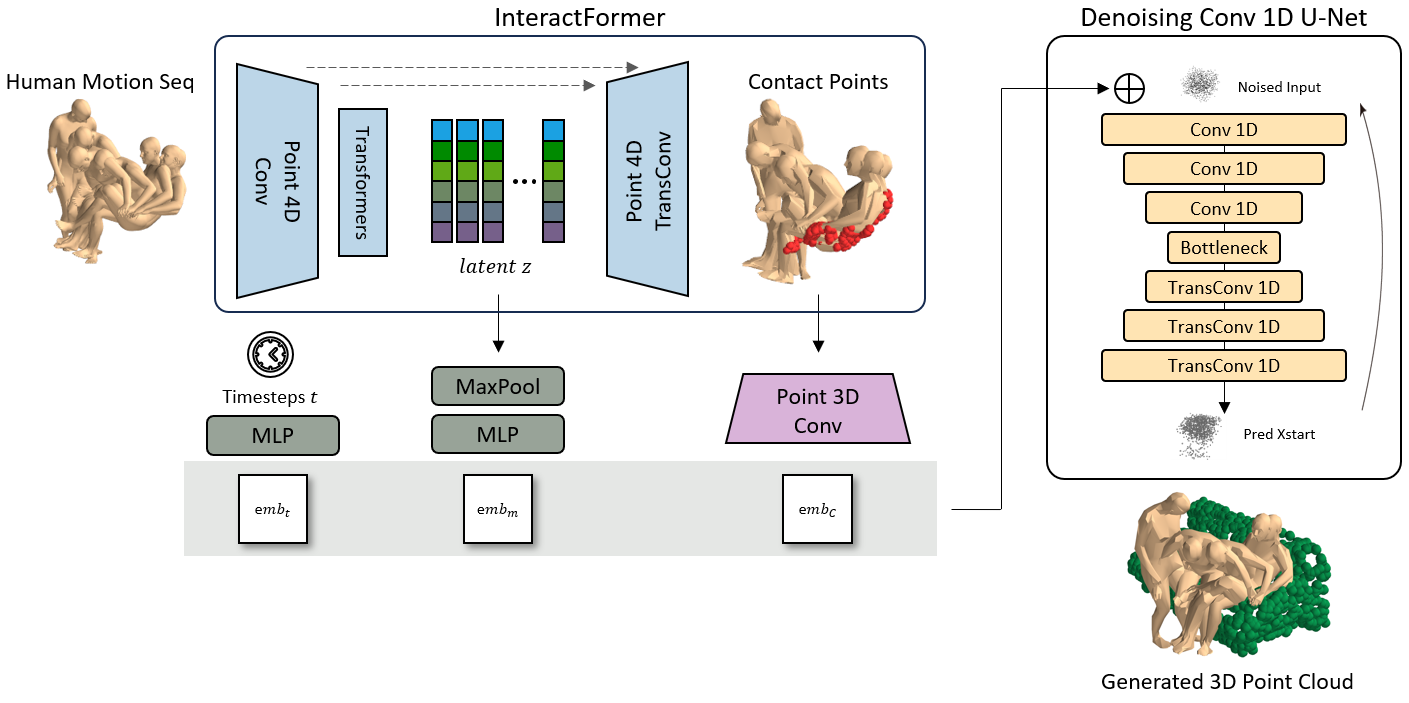 InteractFormer
Denoising Conv 1D U-Net
Human Motion Seq
Point 4D
Conv
Transformers
...
latent z
Point 4D
TransConv
Contact Points
Noised Input
Conv 1D
Conv 1D
Conv 1D
Bottleneck
TransConv 1D
TransConv 1D
TransConv 1D
Pred Xstart
Timesteps t
MLP
MaxPool
MLP
Point 3D
Conv
emb_t
emb_m
emb_C
Generated 3D Point Cloud